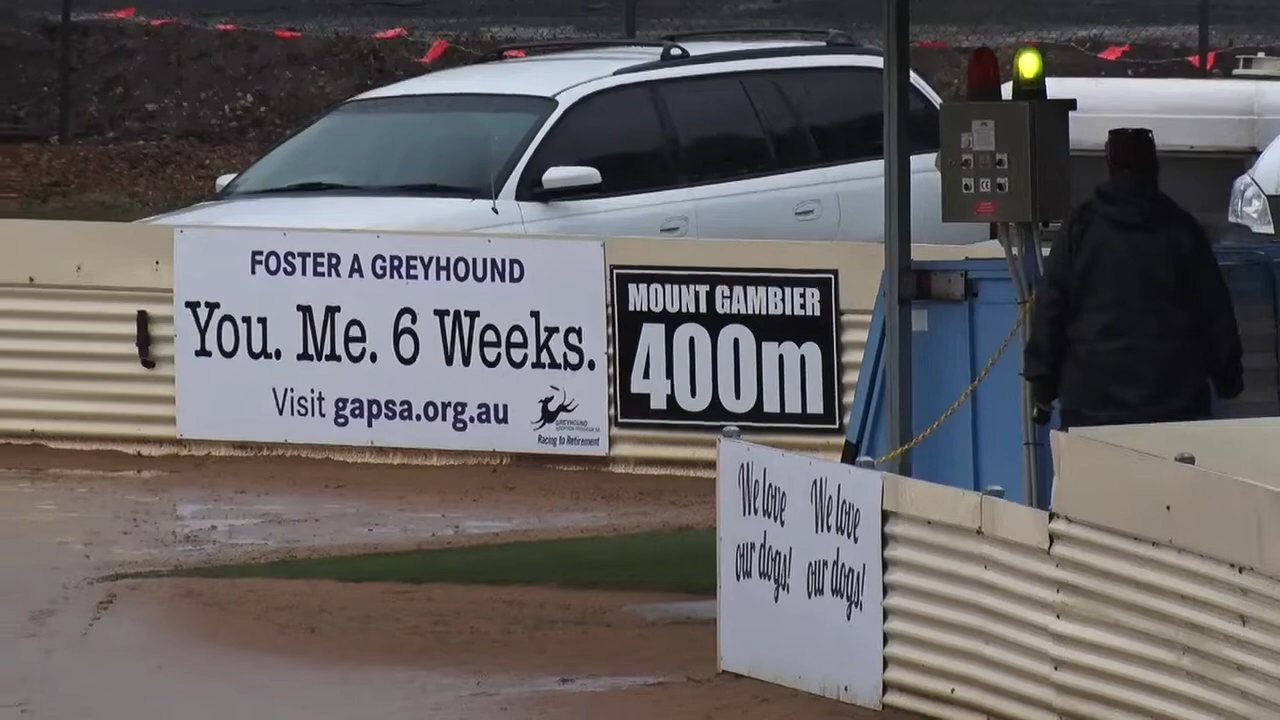 FOSTER A GREYHOUND
You. Me. 6 Weeks.
Visit gapsa.org.au
GREYHOUND
Racing to Retirement
MOUNT GAMBIER
400m
We love
our dogs!
We love
our dogs!